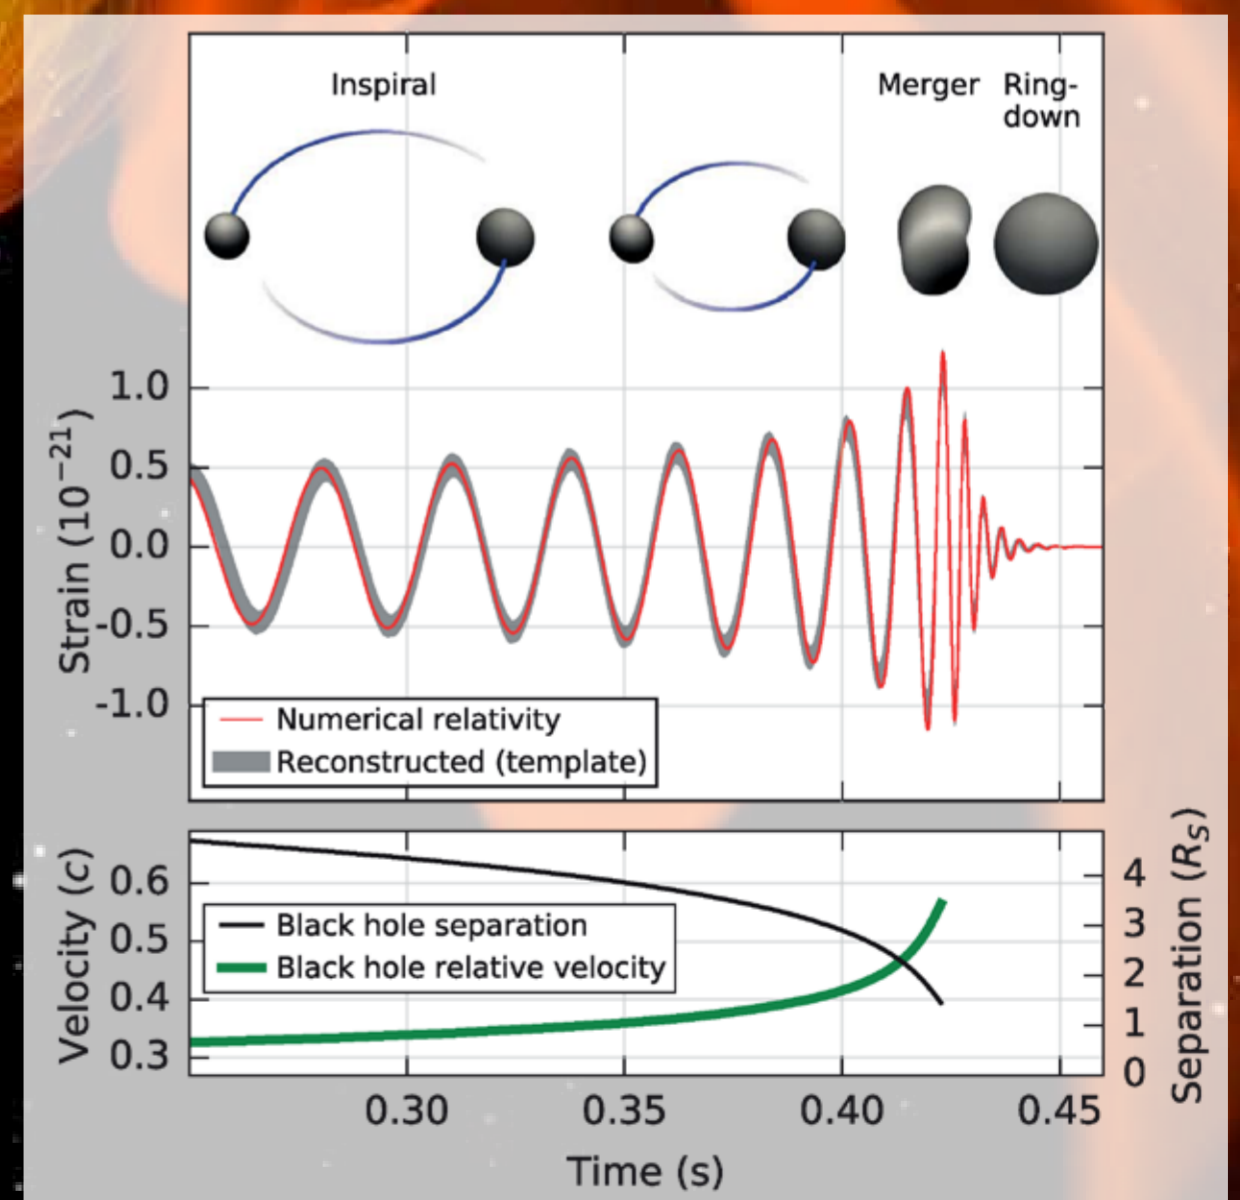 Inspiral
Merger
Ring-
down
Strain (10⁻²¹)
1.0
0.5
0.0
-0.5
-1.0
Numerical relativity
Reconstructed (template)
Velocity (c)
0.6
0.5
0.4
0.3
Black hole separation
Black hole relative velocity
Separation (R_S)
4
3
2
1
0
0.30 0.35 0.40 0.45
Time (s)